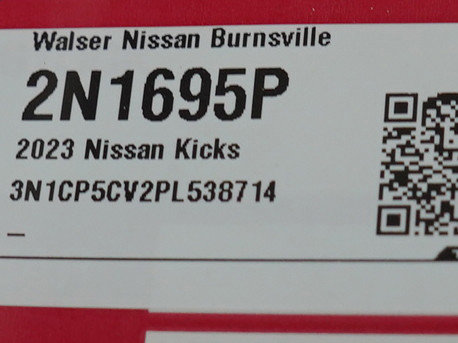 Walser Nissan Burnsville
2N1695P
2023 Nissan Kicks
3N1CP5CV2PL538714
_